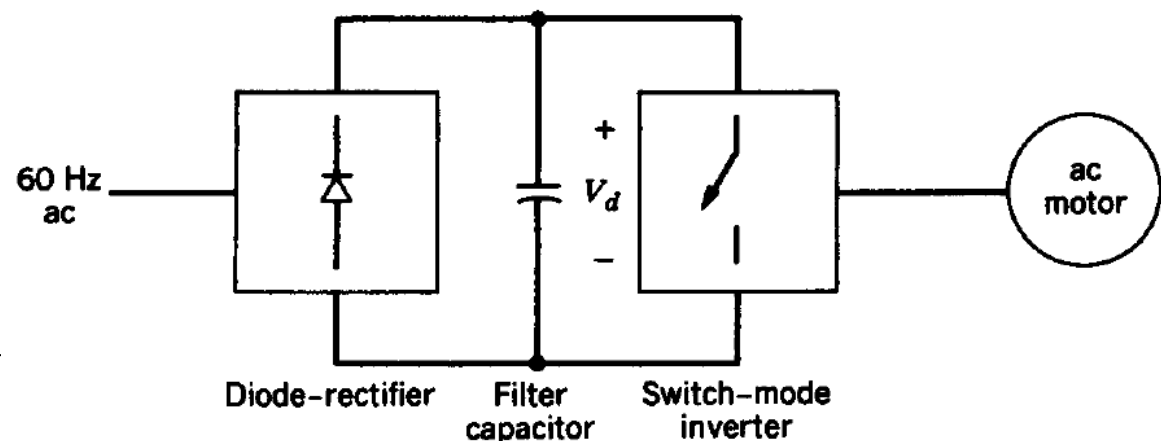 60 Hz
ac
+
V_d
−
ac
motor
Diode-rectifier
Filter
capacitor
Switch-mode
inverter